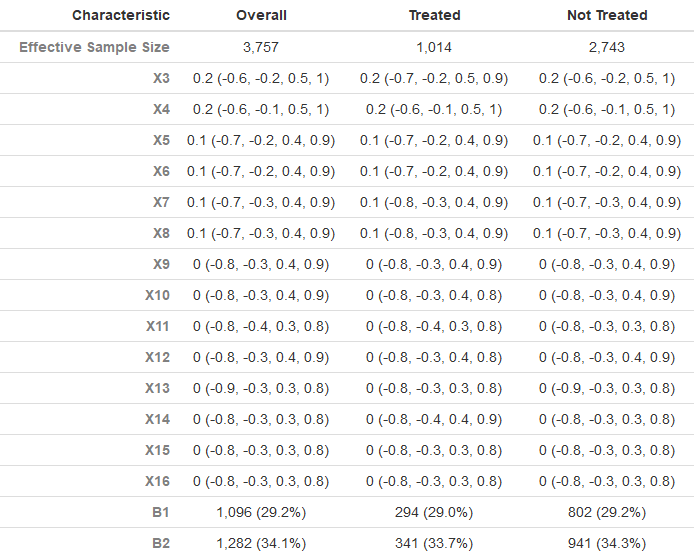 Characteristic Overall Treated Not Treated
Effective Sample Size 3,757 1,014 2,743
X3 0.2 (-0.6, -0.2, 0.5, 1) 0.2 (-0.7, -0.2, 0.5, 0.9) 0.2 (-0.6, -0.2, 0.5, 1)
X4 0.2 (-0.6, -0.1, 0.5, 1) 0.2 (-0.6, -0.1, 0.5, 1) 0.2 (-0.6, -0.1, 0.5, 1)
X5 0.1 (-0.7, -0.2, 0.4, 0.9) 0.1 (-0.7, -0.2, 0.4, 0.9) 0.1 (-0.7, -0.2, 0.4, 0.9)
X6 0.1 (-0.7, -0.2, 0.4, 0.9) 0.1 (-0.7, -0.2, 0.4, 0.9) 0.1 (-0.7, -0.2, 0.4, 0.9)
X7 0.1 (-0.7, -0.3, 0.4, 0.9) 0.1 (-0.8, -0.3, 0.4, 0.9) 0.1 (-0.7, -0.3, 0.4, 0.9)
X8 0.1 (-0.7, -0.3, 0.4, 0.9) 0.1 (-0.8, -0.3, 0.4, 0.9) 0.1 (-0.7, -0.3, 0.4, 0.9)
X9 0 (-0.8, -0.3, 0.4, 0.9) 0 (-0.8, -0.3, 0.4, 0.9) 0 (-0.8, -0.3, 0.4, 0.9)
X10 0 (-0.8, -0.3, 0.4, 0.9) 0 (-0.8, -0.3, 0.4, 0.8) 0 (-0.8, -0.3, 0.4, 0.9)
X11 0 (-0.8, -0.4, 0.3, 0.8) 0 (-0.8, -0.4, 0.3, 0.8) 0 (-0.8, -0.3, 0.3, 0.8)
X12 0 (-0.8, -0.3, 0.4, 0.9) 0 (-0.8, -0.3, 0.4, 0.8) 0 (-0.8, -0.3, 0.4, 0.9)
X13 0 (-0.9, -0.3, 0.3, 0.8) 0 (-0.8, -0.3, 0.3, 0.8) 0 (-0.9, -0.3, 0.3, 0.8)
X14 0 (-0.8, -0.3, 0.3, 0.8) 0 (-0.8, -0.4, 0.4, 0.9) 0 (-0.8, -0.3, 0.3, 0.8)
X15 0 (-0.8, -0.3, 0.3, 0.8) 0 (-0.8, -0.3, 0.3, 0.8) 0 (-0.8, -0.3, 0.3, 0.8)
X16 0 (-0.8, -0.3, 0.3, 0.8) 0 (-0.8, -0.3, 0.3, 0.8) 0 (-0.8, -0.3, 0.3, 0.8)
B1 1,096 (29.2%) 294 (29.0%) 802 (29.2%)
B2 1,282 (34.1%) 341 (33.7%) 941 (34.3%)